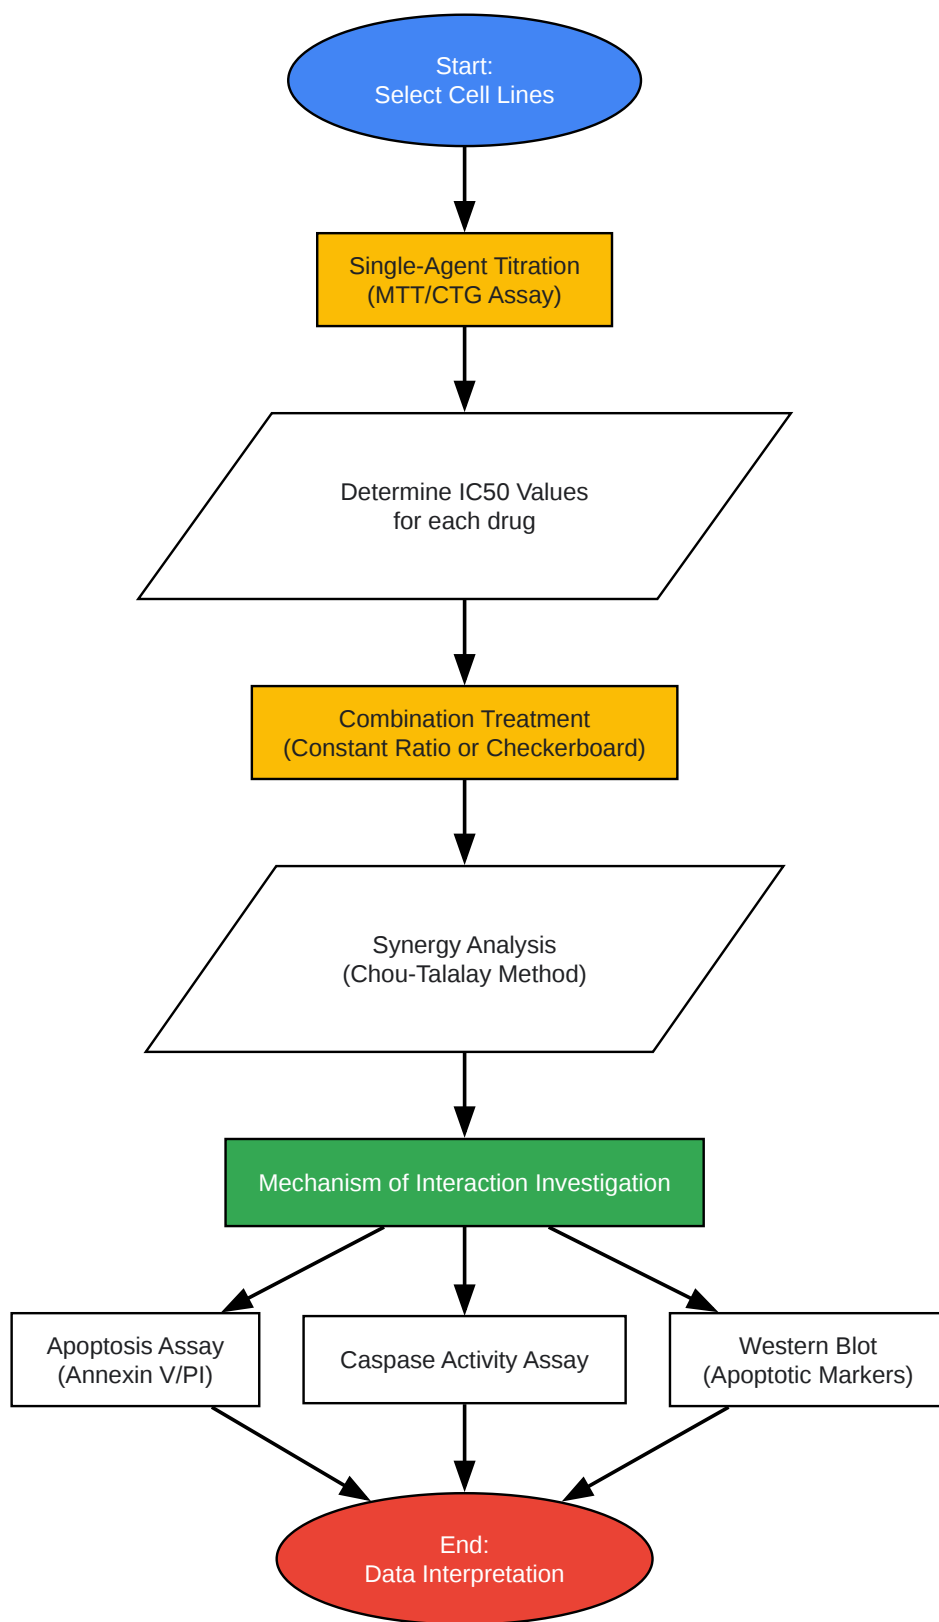 Start:
Select Cell Lines
Single-Agent Titration
(MTT/CTG Assay)
Determine IC50 Values
for each drug
Combination Treatment
(Constant Ratio or Checkerboard)
Synergy Analysis
(Chou-Talalay Method)
Mechanism of Interaction Investigation
Apoptosis Assay
(Annexin V/PI)
Caspase Activity Assay
Western Blot
(Apoptotic Markers)
End:
Data Interpretation